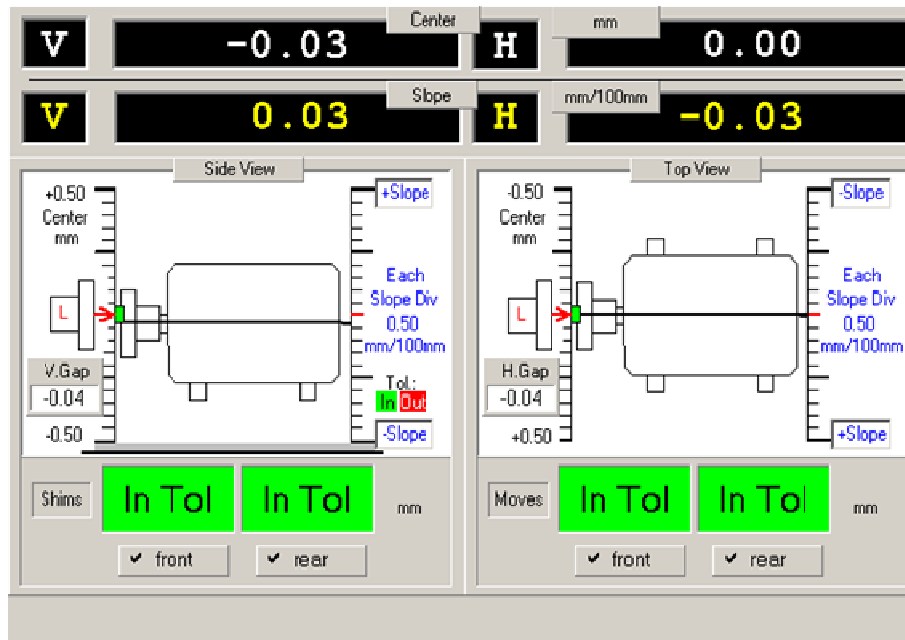 Center mm
V -0.03 H 0.00
Slope mm/100mm
V 0.03 H -0.03
Side View
+0.50 +Slope
Center
mm
Each
Slope Div
L
0.50
mm/100mm
V.Gap
-0.04
Tol.:
In Out
-0.50 -Slope
Shims In Tol In Tol mm
✔ front ✔ rear
Top View
-0.50 -Slope
Center
mm
Each
Slope Div
L
0.50
mm/100mm
H.Gap
-0.04
+0.50 +Slope
Moves In Tol In Tol mm
✔ front ✔ rear